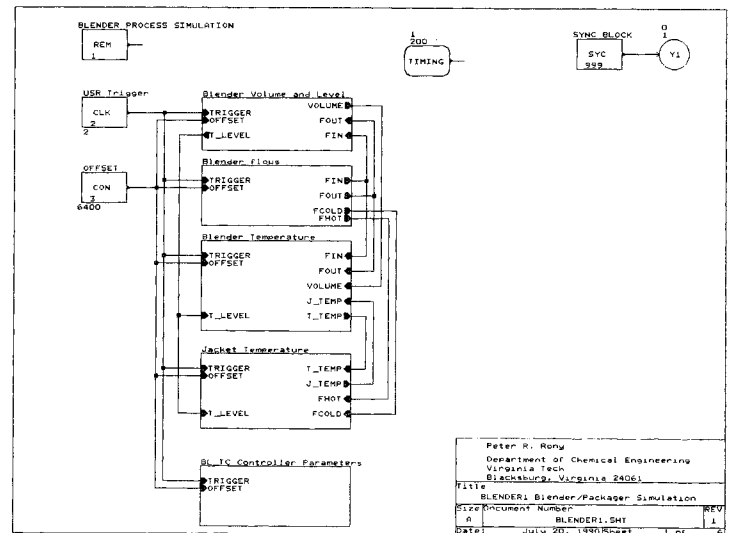 BLENDER PROCESS SIMULATION
REM
1
1
200
TIMING
SYNC BLOCK
SYC
999
0
1
Y1
USR Trigger
CLK
2
2
OFFSET
CON
3
6400
Blender Volume and Level
TRIGGER
OFFSET
T_LEVEL
VOLUME
FOUT
FIN
Blender flows
TRIGGER
OFFSET
FIN
FOUT
FCOLD
FHOT
Blender Temperature
TRIGGER
OFFSET
T_LEVEL
FIN
FOUT
VOLUME
J_TEMP
T_TEMP
Jacket Temperature
TRIGGER
OFFSET
T_LEVEL
T_TEMP
J_TEMP
FHOT
FCOLD
BL_TC Controller Parameters
TRIGGER
OFFSET
Peter R. Rony
Department of Chemical Engineering
Virginia Tech
Blacksburg, Virginia 24061
Title
BLENDER1 Blender/Packager Simulation
Size Document Number REV
A BLENDER1.SHT 1
Date: July 20, 1990 Sheet 1 of 6